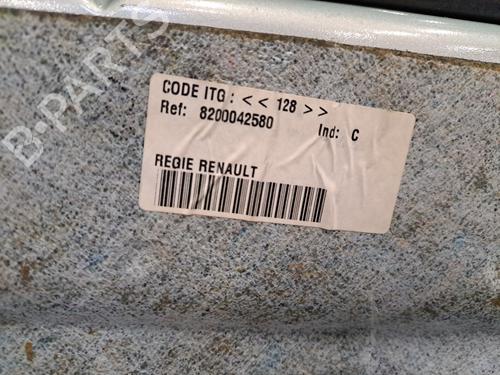 B-PARTS
CODE ITG: << 128 >>
Ref: 8200042580
Ind: C
REGIE RENAULT